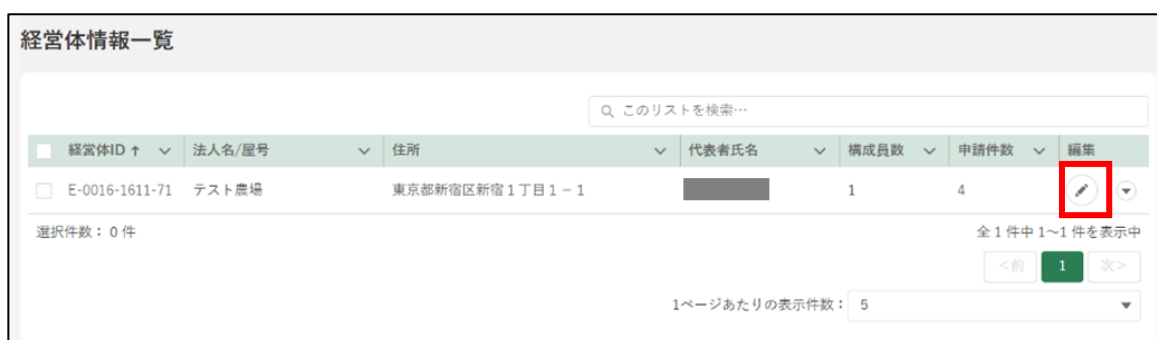 経営体情報一覧
このリストを検索…
経営体ID ↑ 法人名/屋号 住所 代表者氏名 構成員数 申請件数 編集
E-0016-1611-71 テスト農場 東京都新宿区新宿１丁目１－１ 1 4
選択件数： 0 件 全 1 件中 1～1 件を表示中
<前 1 次>
1ページあたりの表示件数： 5